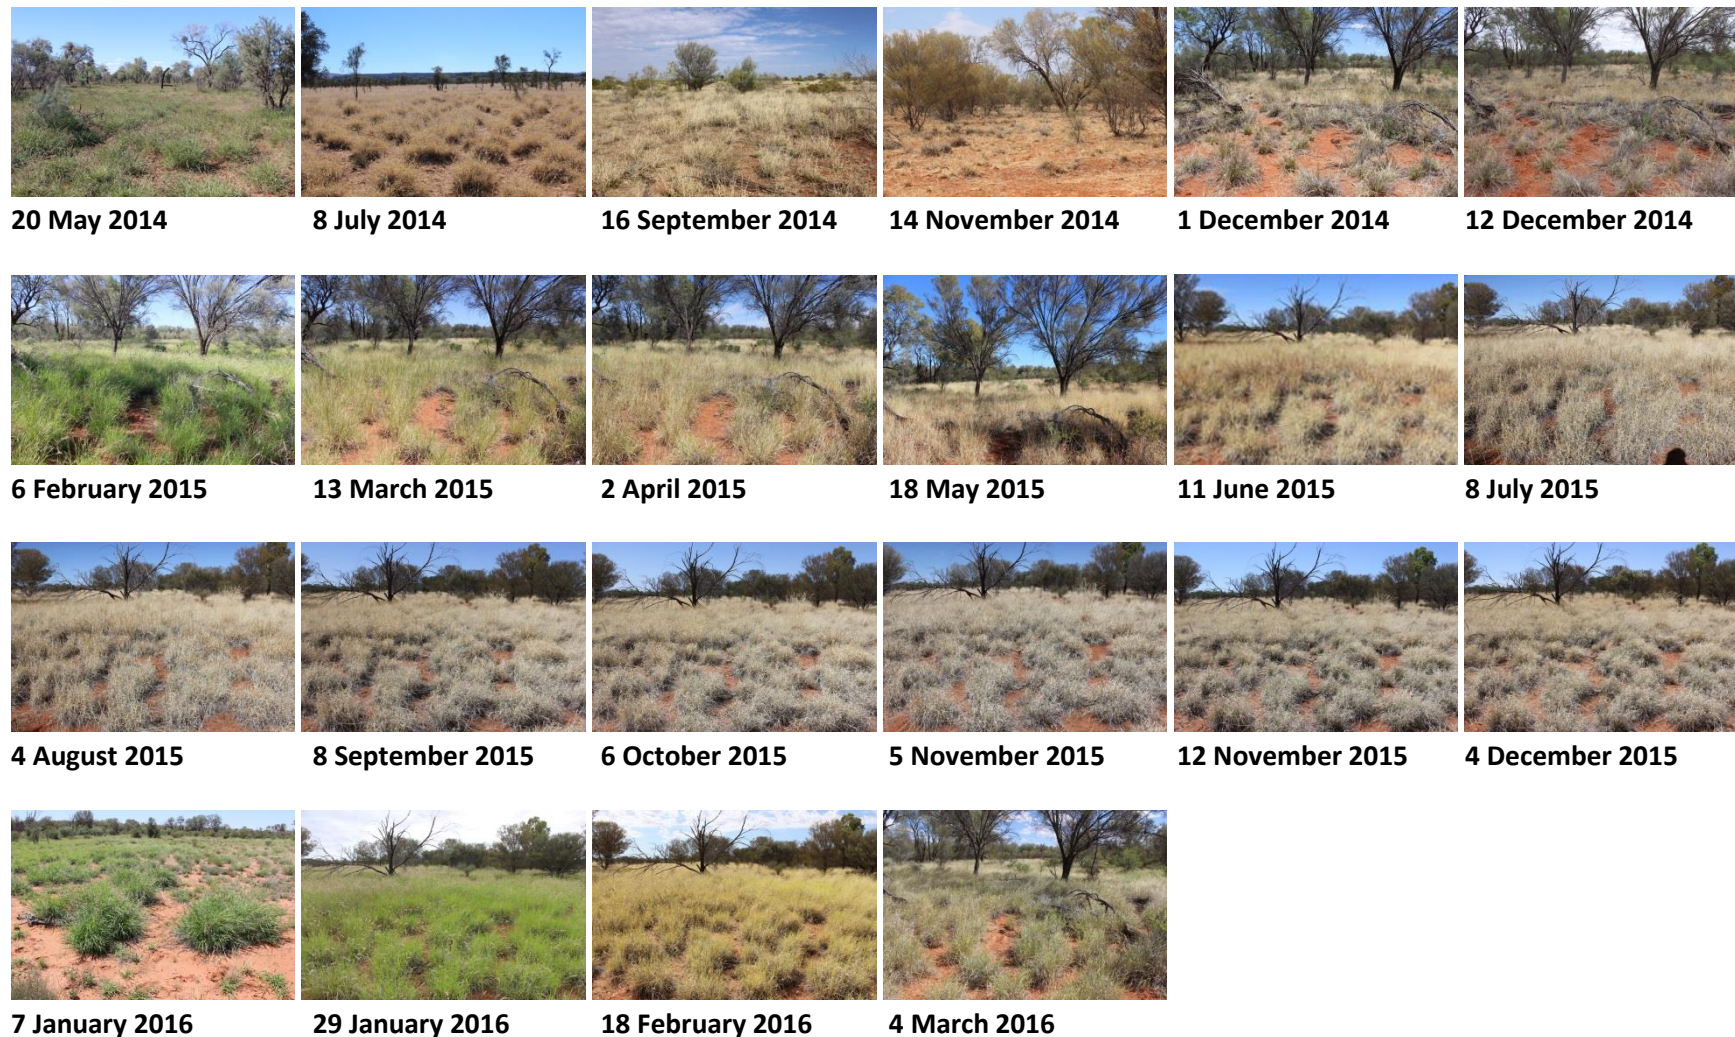 20 May 2014
8 July 2014
16 September 2014
14 November 2014
1 December 2014
12 December 2014
6 February 2015
13 March 2015
2 April 2015
18 May 2015
11 June 2015
8 July 2015
4 August 2015
8 September 2015
6 October 2015
5 November 2015
12 November 2015
4 December 2015
7 January 2016
29 January 2016
18 February 2016
4 March 2016